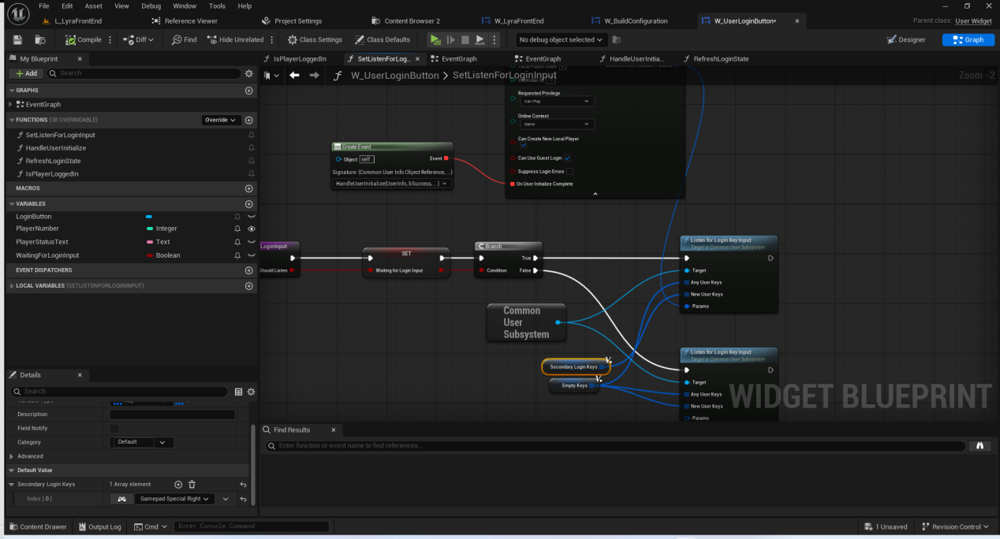 File Edit Asset View Debug Window Tools Help
L_LyraFrontEnd Reference Viewer Project Settings Content Browser 2 W_LyraFrontEnd W_BuildConfiguration W_UserLoginButton•
Parent class: User Widget
Compile Diff Find Hide Unrelated Class Settings Class Defaults No debug object selected Designer Graph
My Blueprint
IsPlayerLoggedIn SetListenForLog... EventGraph EventGraph HandleUserInitia... RefreshLoginState
Add Search
W_UserLoginButton > SetListenForLoginInput
Zoom -2
GRAPHS
EventGraph
FUNCTIONS (38 OVERRIDABLE) Override
SetListenForLoginInput
HandleUserInitialize
RefreshLoginState
IsPlayerLoggedIn
MACROS
VARIABLES
LoginButton
PlayerNumber Integer
PlayerStatusText Text
WaitingForLoginInput Boolean
EVENT DISPATCHERS
LOCAL VARIABLES (SETLISTENFORLOGININPUT)
Requested Privilege
Can Play
Online Context
Game
Can Create New Local Player
Can Use Guest Login
Suppress Login Errors
On User Initialize Complete
Create Event
Object self Event
Signature: (Common User Info Object Reference,...)
HandleUserInitialize(UserInfo, bSuccess,...)
LoginInput
Should Listen
SET
Waiting for Login Input
Branch
True
Condition False
Common
User
Subsystem
Secondary Login Keys
Empty Keys
Listen for Login Key Input
Target is Common User Subsystem
Target
Any User Keys
New User Keys
Params
Listen for Login Key Input
Target is Common User Subsystem
Target
Any User Keys
New User Keys
Params
WIDGET BLUEPRINT
Details
Search
Description
Field Notify
Category Default
Advanced
Default Value
Secondary Login Keys 1 Array element
Index [ 0 ] Gamepad Special Right
Find Results
Enter function or event name to find references...
Content Drawer Output Log Cmd Enter Console Command
1 Unsaved Revision Control